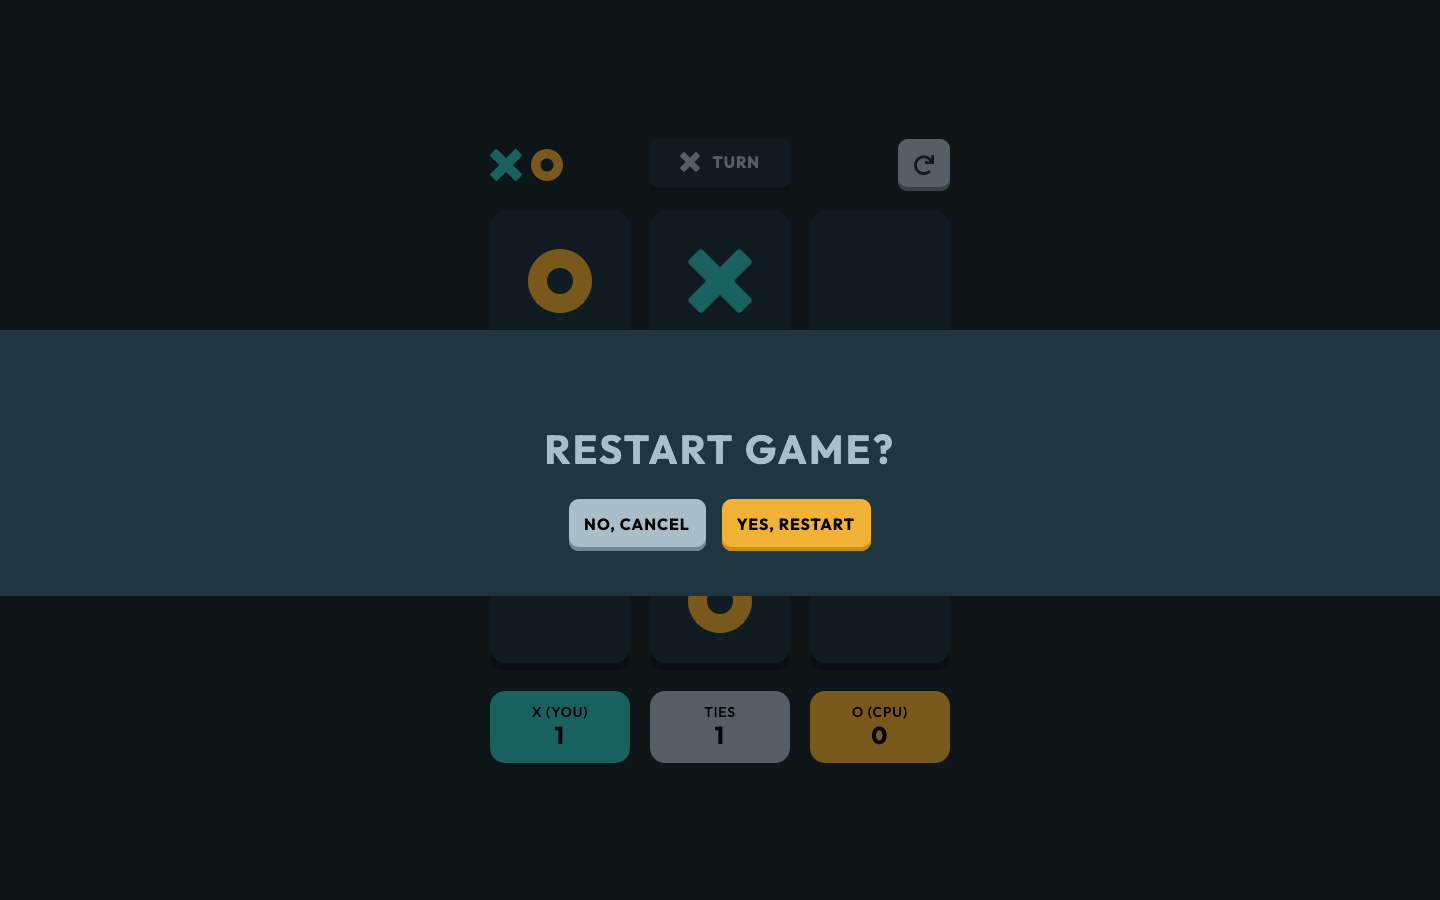 TURN
RESTART GAME?
NO, CANCEL
YES, RESTART
X (YOU)
1
TIES
1
O (CPU)
0